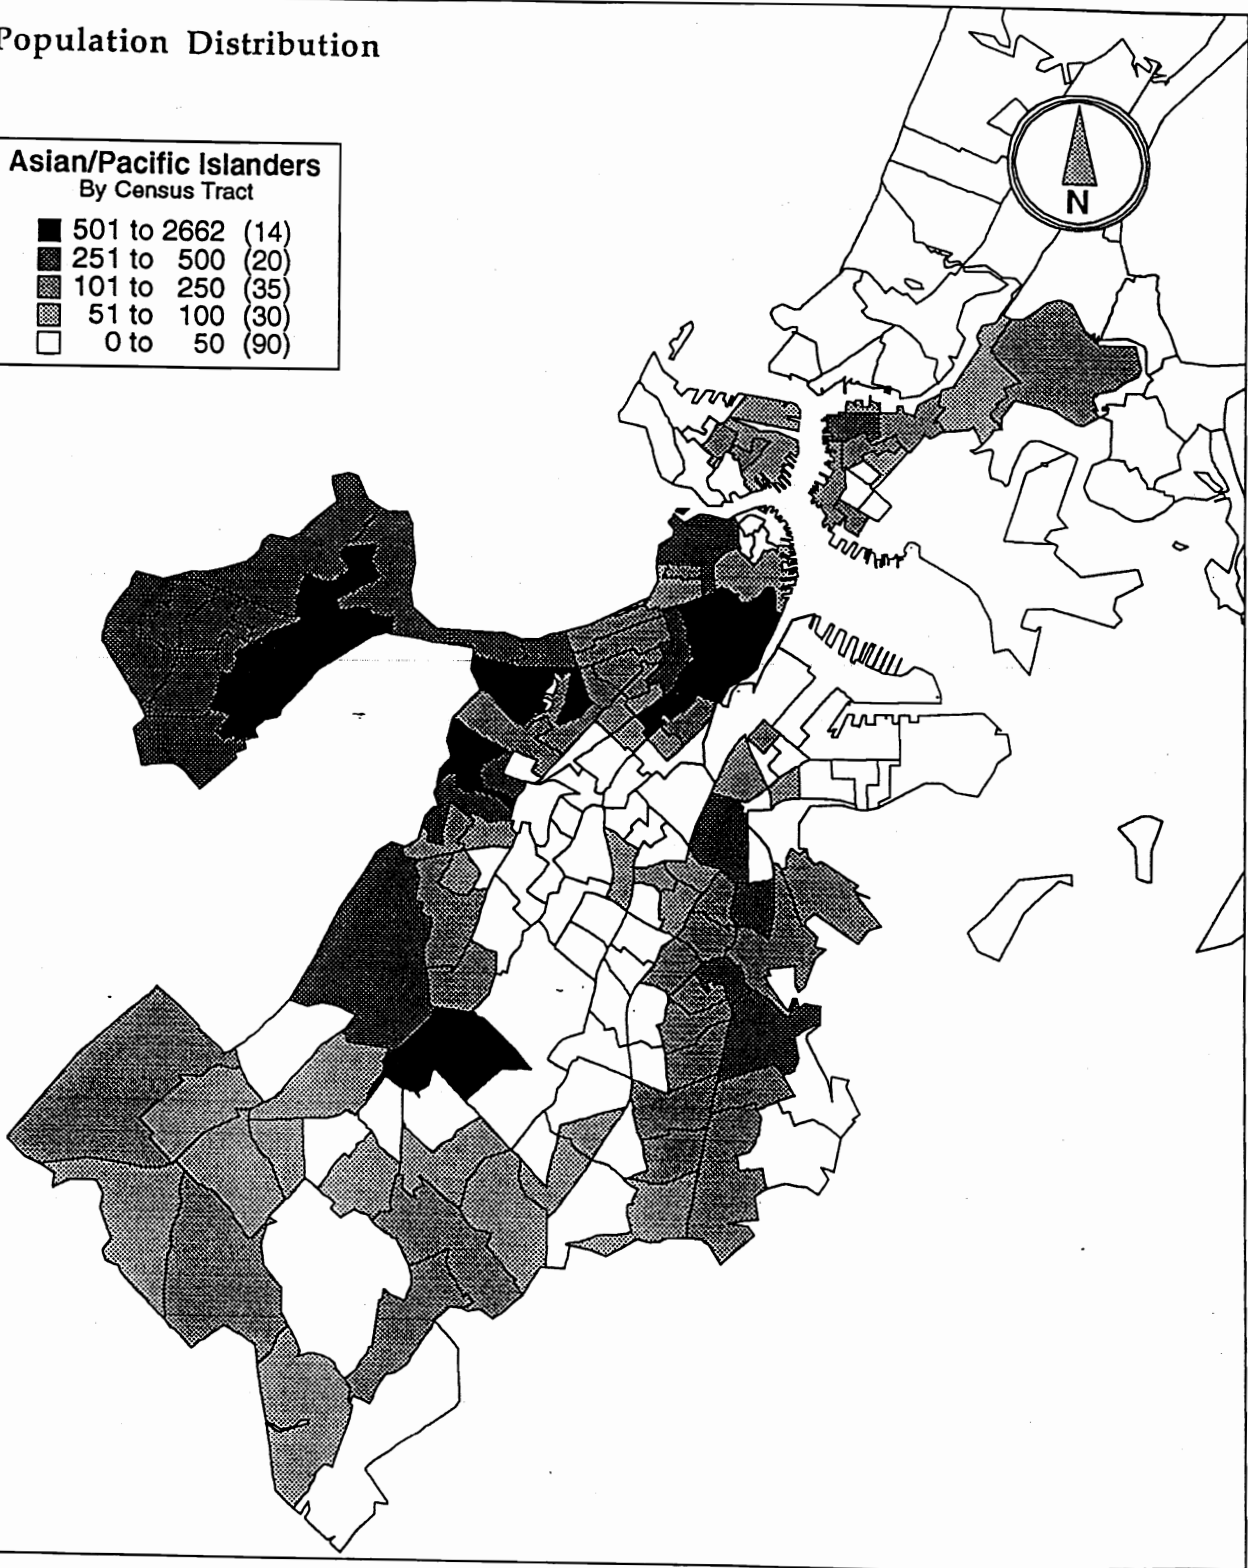 Population Distribution
Asian/Pacific Islanders
By Census Tract
501 to 2662 (14)
251 to 500 (20)
101 to 250 (35)
51 to 100 (30)
0 to 50 (90)
N